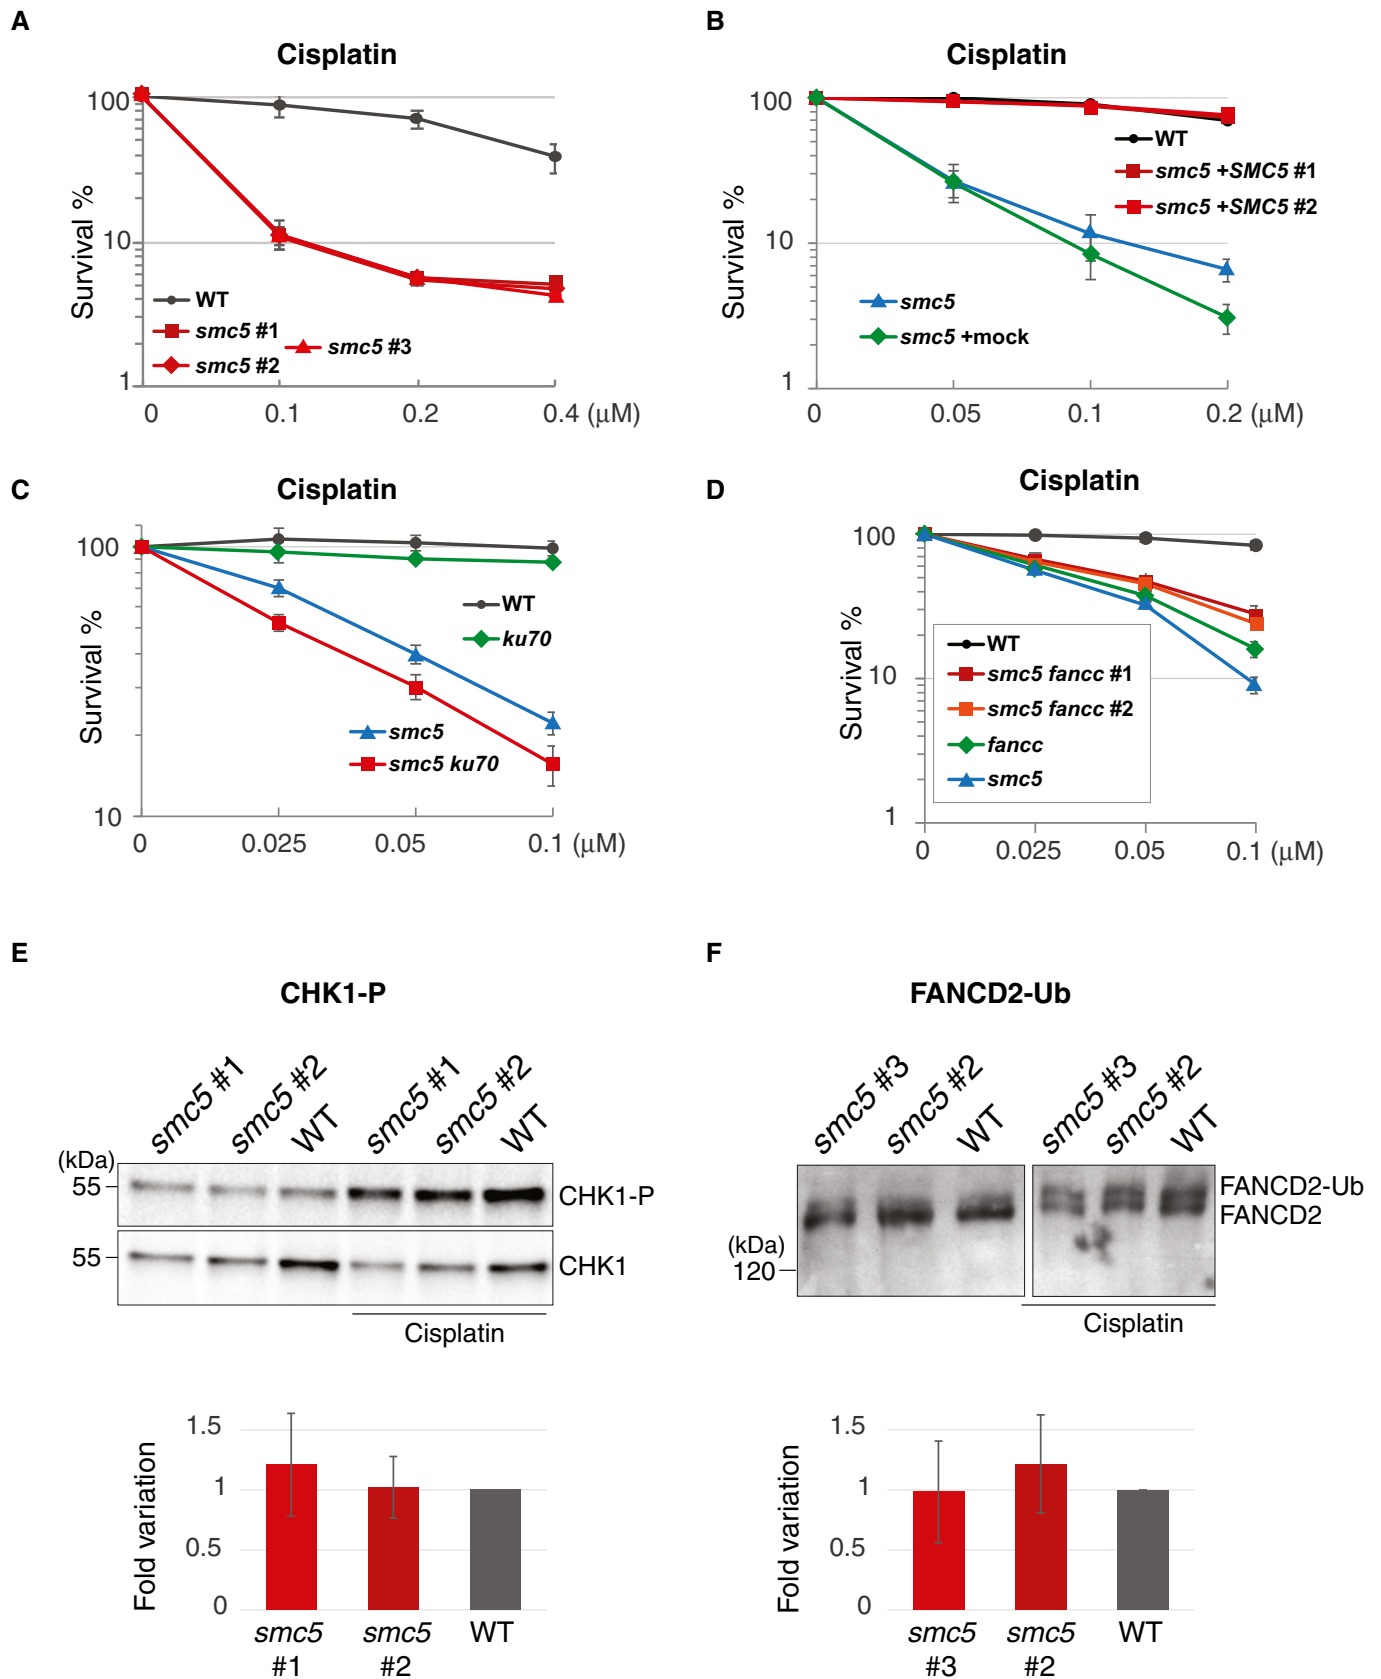 A
Cisplatin
Survival %
100
10
1
WT
smc5 #1
smc5 #2
smc5 #3
0 0.1 0.2 0.4 (μM)
B
Cisplatin
Survival %
100
10
1
WT
smc5 +SMC5 #1
smc5 +SMC5 #2
smc5
smc5 +mock
0 0.05 0.1 0.2 (μM)
C
Cisplatin
Survival %
100
10
WT
ku70
smc5
smc5 ku70
0 0.025 0.05 0.1 (μM)
D
Cisplatin
Survival %
100
10
1
WT
smc5 fancc #1
smc5 fancc #2
fancc
smc5
0 0.025 0.05 0.1 (μM)
E
CHK1-P
smc5 #1 smc5 #2 WT smc5 #1 smc5 #2 WT
(kDa)
55 CHK1-P
55 CHK1
Cisplatin
Fold variation
1.5
1
0.5
0
smc5 smc5 WT
#1 #2
F
FANCD2-Ub
smc5 #3 smc5 #2 WT smc5 #3 smc5 #2 WT
FANCD2-Ub
FANCD2
(kDa)
120
Cisplatin
Fold variation
1.5
1
0.5
0
smc5 smc5 WT
#3 #2